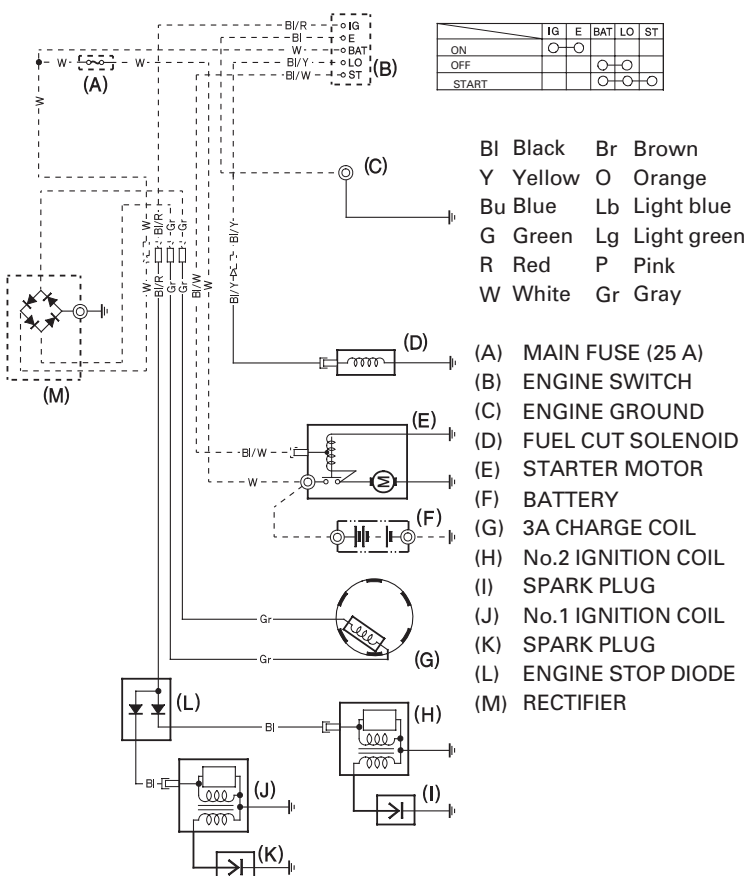 Bl/R IG
Bl E
W BAT
Bl/Y LO
Bl/W ST
(B)
W W
(A)
W
IG E BAT LO ST
ON
OFF
START
(C)
Bl Black Br Brown
Y Yellow O Orange
Bu Blue Lb Light blue
G Green Lg Light green
R Red P Pink
W White Gr Gray
W Bl/R Gr Gr
Bl/Y
W Bl/R Gr Gr
Bl/W W Bl/Y
(M)
(D)
(E)
Bl/W
W
M
(F)
(A) MAIN FUSE (25 A)
(B) ENGINE SWITCH
(C) ENGINE GROUND
(D) FUEL CUT SOLENOID
(E) STARTER MOTOR
(F) BATTERY
(G) 3A CHARGE COIL
(H) No.2 IGNITION COIL
(I) SPARK PLUG
(J) No.1 IGNITION COIL
(K) SPARK PLUG
(L) ENGINE STOP DIODE
(M) RECTIFIER
Gr
Gr
(G)
(L)
Bl
(H)
Bl
(J)
(I)
(K)